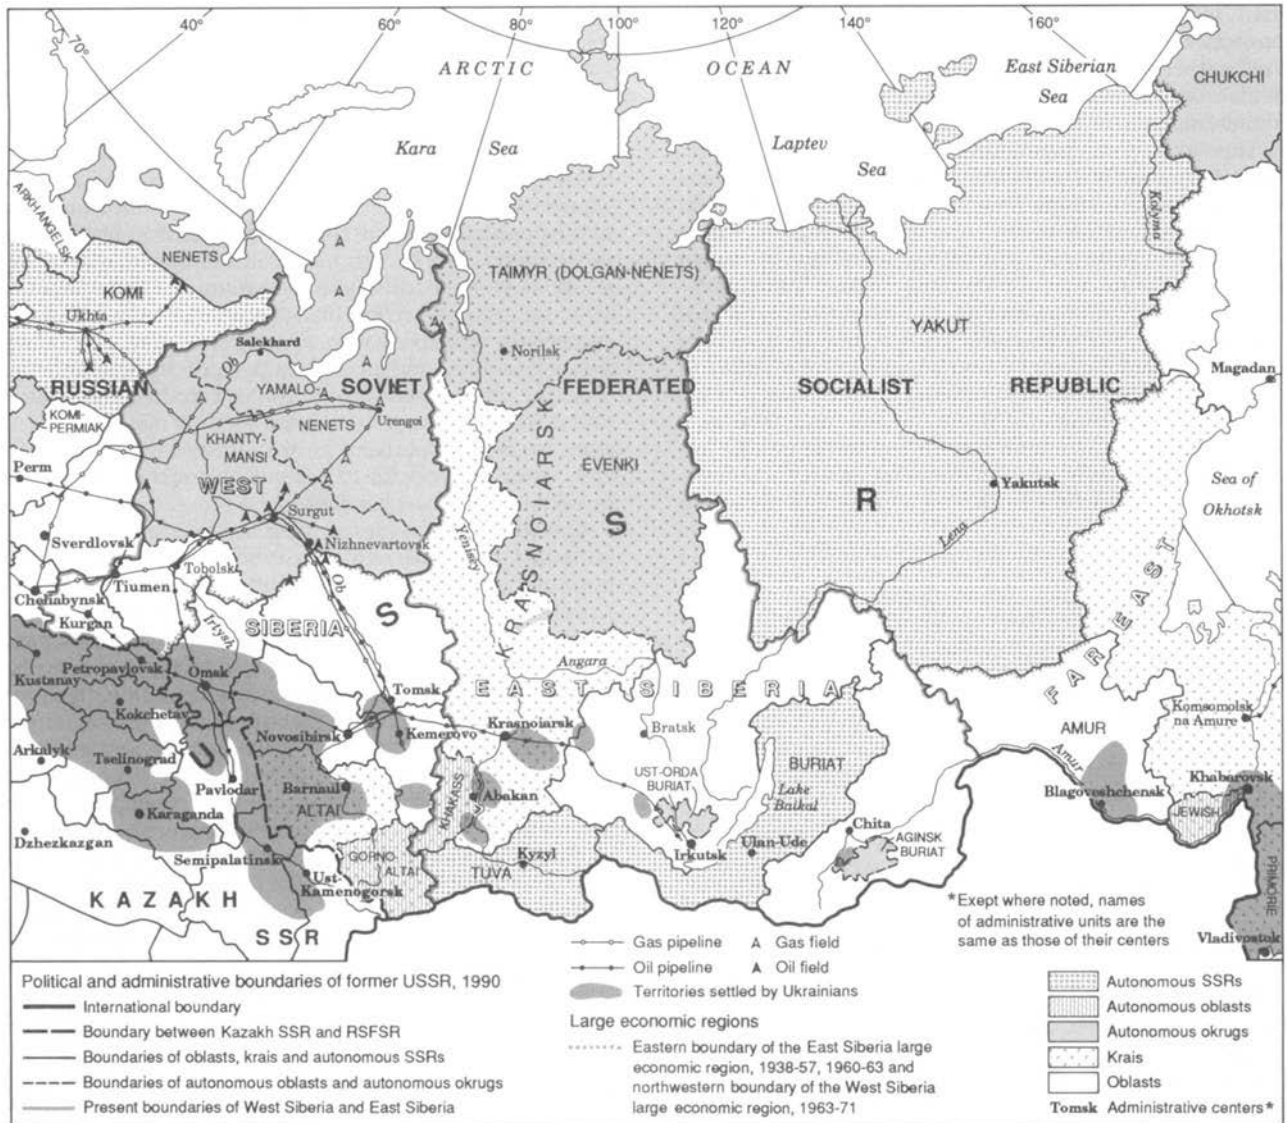 40°
60°
80°
100°
120°
140°
160°
70°
ARCTIC OCEAN
East Siberian
Sea
CHUKCHI
Kara Sea
Laptev
Sea
ARKHANGELSK
Kolyma
NENETS
TAIMYR (DOLGAN-NENETS)
KOMI
Ukhta
YAKUT
Salekhard
Norilsk
Ob
RUSSIAN SOVIET FEDERATED SOCIALIST REPUBLIC
Magadan
YAMALO-
NENETS
Urengoi
KOMI-
PERMIAK
KHANTY-
MANSI
KRASNOIARSK
EVENKI
Perm
WEST
Sea of
Okhotsk
Yakutsk
S
R
Surgut
Sverdlovsk
Nizhnevartovsk
Yenisey
Lena
Tobolsk
Tiumen
Ob
Cheliabynsk
Kurgan
Irtysh
SIBERIA
S
FAR EAST
Petropavlovsk
Omsk
Kustanay
Angara
EAST SIBERIA
Tomsk
Kokchetav
Novosibirsk
Kemerovo
Krasnoiarsk
Bratsk
AMUR
Komsomolsk
na Amure
Arkalyk
U
Tselinograd
Amur
UST-ORDA
BURIAT
BURIAT
Pavlodar
Barnaul
ALTAI
KHAKASS
Abakan
Lake
Baikal
Blagoveshchensk
Khabarovsk
Karaganda
JEWISH
Dzhezkazgan
Chita
Semipalatinsk
GORNO-
ALTAI
Kyzyl
Irkutsk
Ulan-Ude
AGINSK
BURIAT
TUVA
Ust-
Kamenogorsk
PRIMORIE
KAZAKH
SSR
*Exept where noted, names
of administrative units are the
same as those of their centers
Vladivostok
Political and administrative boundaries of former USSR, 1990
International boundary
Boundary between Kazakh SSR and RSFSR
Boundaries of oblasts, krais and autonomous SSRs
Boundaries of autonomous oblasts and autonomous okrugs
Present boundaries of West Siberia and East Siberia
Gas pipeline
Gas field
Oil pipeline
Oil field
Territories settled by Ukrainians
Large economic regions
Eastern boundary of the East Siberia large
economic region, 1938-57, 1960-63 and
northwestern boundary of the West Siberia
large economic region, 1963-71
Autonomous SSRs
Autonomous oblasts
Autonomous okrugs
Krais
Oblasts
Tomsk Administrative centers*